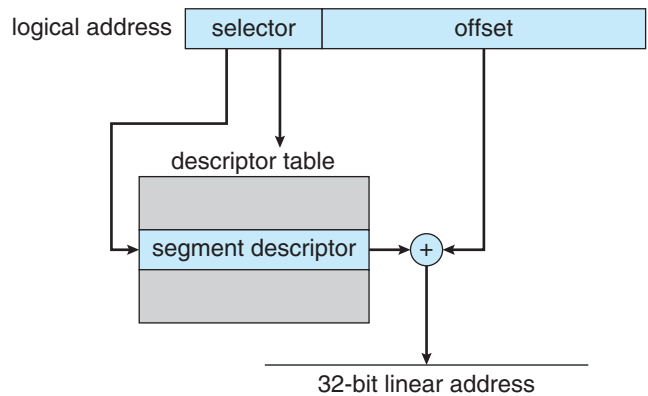 logical address selector offset
descriptor table
segment descriptor +
32-bit linear address